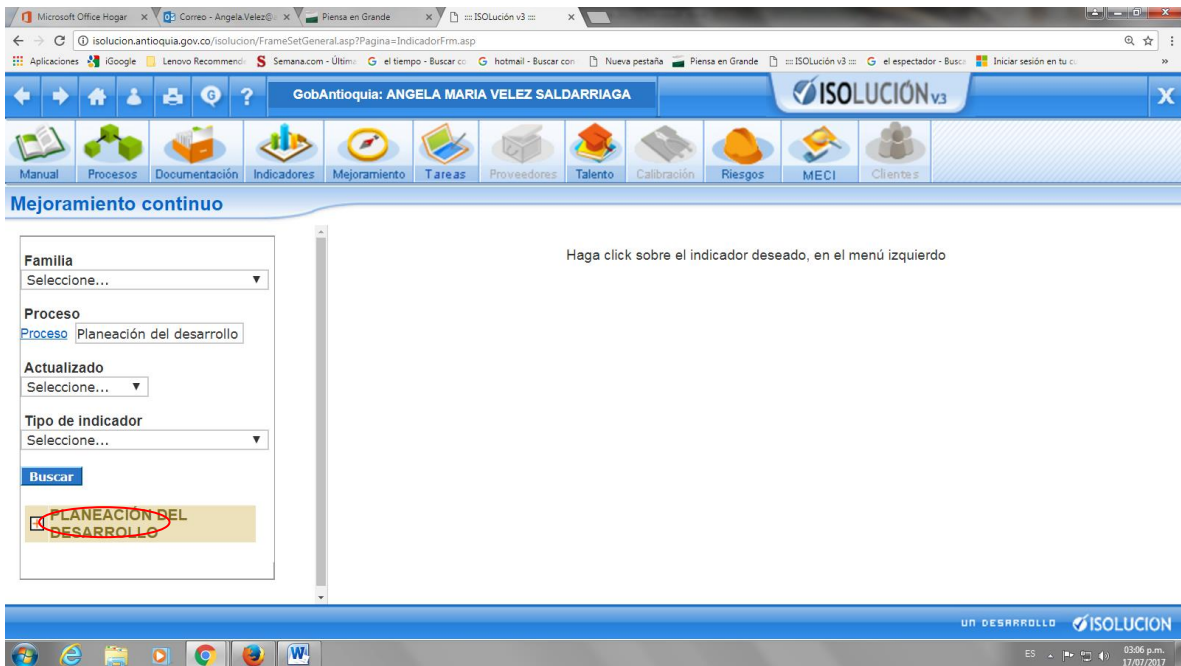 Microsoft Office Hogar
Correo - Angela.Velez@
Piensa en Grande
::: ISOLución v3 :::
isolucion.antioquia.gov.co/isolucion/FrameSetGeneral.asp?Pagina=IndicadorFrm.asp
Aplicaciones iGoogle Lenovo Recommend Semana.com - Última el tiempo - Buscar co hotmail - Buscar con Nueva pestaña Piensa en Grande ::: ISOLución v3 ::: el espectador - Busca Iniciar sesión en tu c »
? GobAntioquia: ANGELA MARIA VELEZ SALDARRIAGA ISOLUCIÓN V3 X
Manual Procesos Documentación Indicadores Mejoramiento Tareas Proveedores Talento Calibración Riesgos MECI Clientes
Mejoramiento continuo
Familia
Seleccione...
Proceso
Proceso Planeación del desarrollo
Actualizado
Seleccione...
Tipo de indicador
Seleccione...
Buscar
PLANEACIÓN DEL
DESARROLLO
Haga click sobre el indicador deseado, en el menú izquierdo
UN DESARROLLO ISOLUCION
ES 03:06 p.m.
17/07/2017